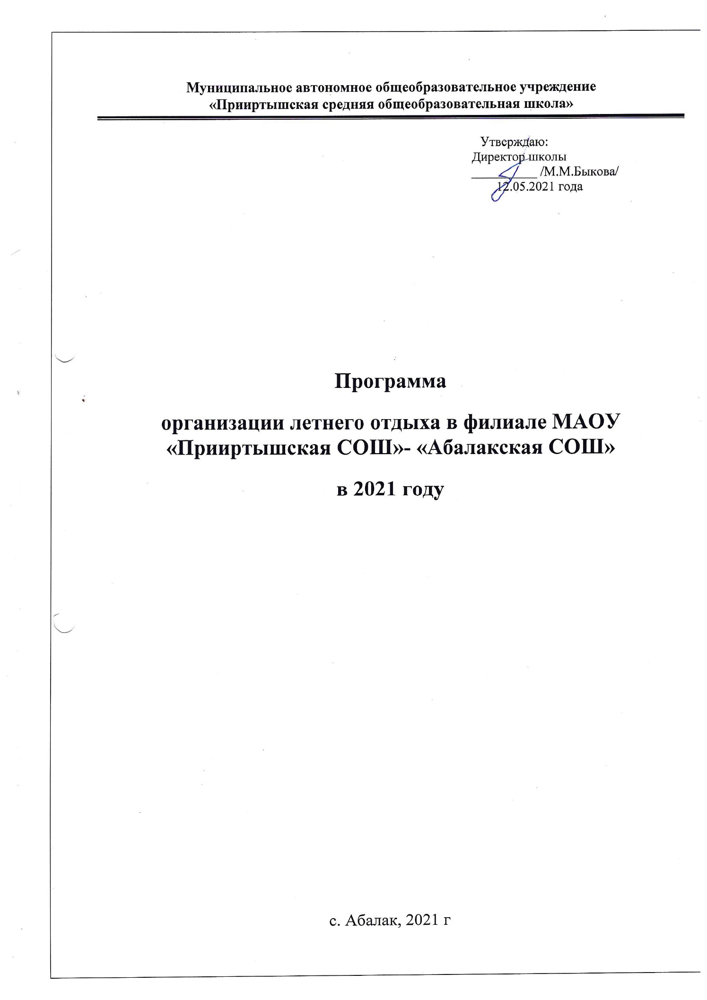 Муниципальное автономное общеобразовательное учреждение
«Прииртышская средняя общеобразовательная школа»
Утверждаю:
Директор школы
___________ /М.М.Быкова/
12.05.2021 года
Программа
организации летнего отдыха в филиале МАОУ
«Прииртышская СОШ»- «Абалакская СОШ»
в 2021 году
с. Абалак, 2021 г